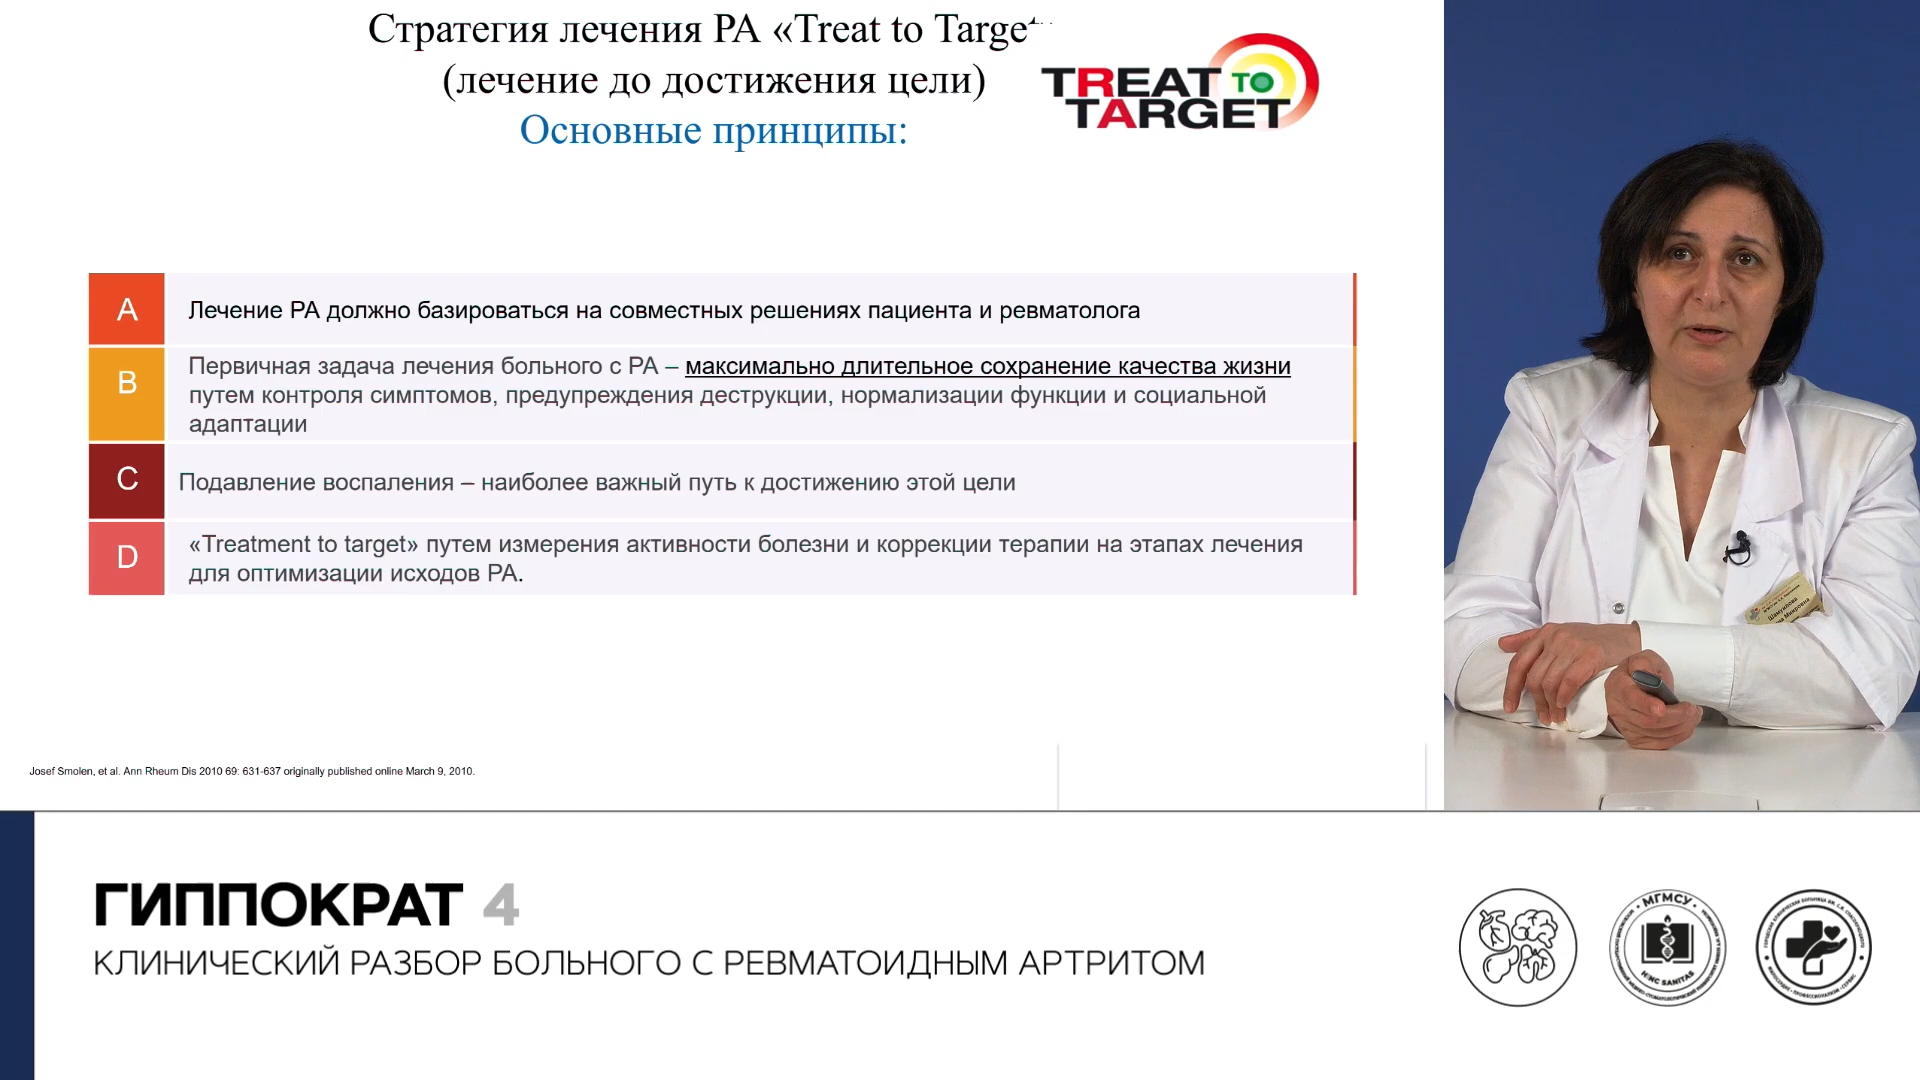 Стратегия лечения РА «Treat to Target
(лечение до достижения цели)
Основные принципы:
TREAT TO
TARGET
A
Лечение РА должно базироваться на совместных решениях пациента и ревматолога
B
Первичная задача лечения больного с РА – максимально длительное сохранение качества жизни
путем контроля симптомов, предупреждения деструкции, нормализации функции и социальной
адаптации
C
Подавление воспаления – наиболее важный путь к достижению этой цели
D
«Treatment to target» путем измерения активности болезни и коррекции терапии на этапах лечения
для оптимизации исходов РА.
Josef Smolen, et al. Ann Rheum Dis 2010 69: 631-637 originally published online March 9, 2010.
ГИППОКРАТ 4
КЛИНИЧЕСКИЙ РАЗБОР БОЛЬНОГО С РЕВМАТОИДНЫМ АРТРИТОМ
МГМСУ
SANITAS